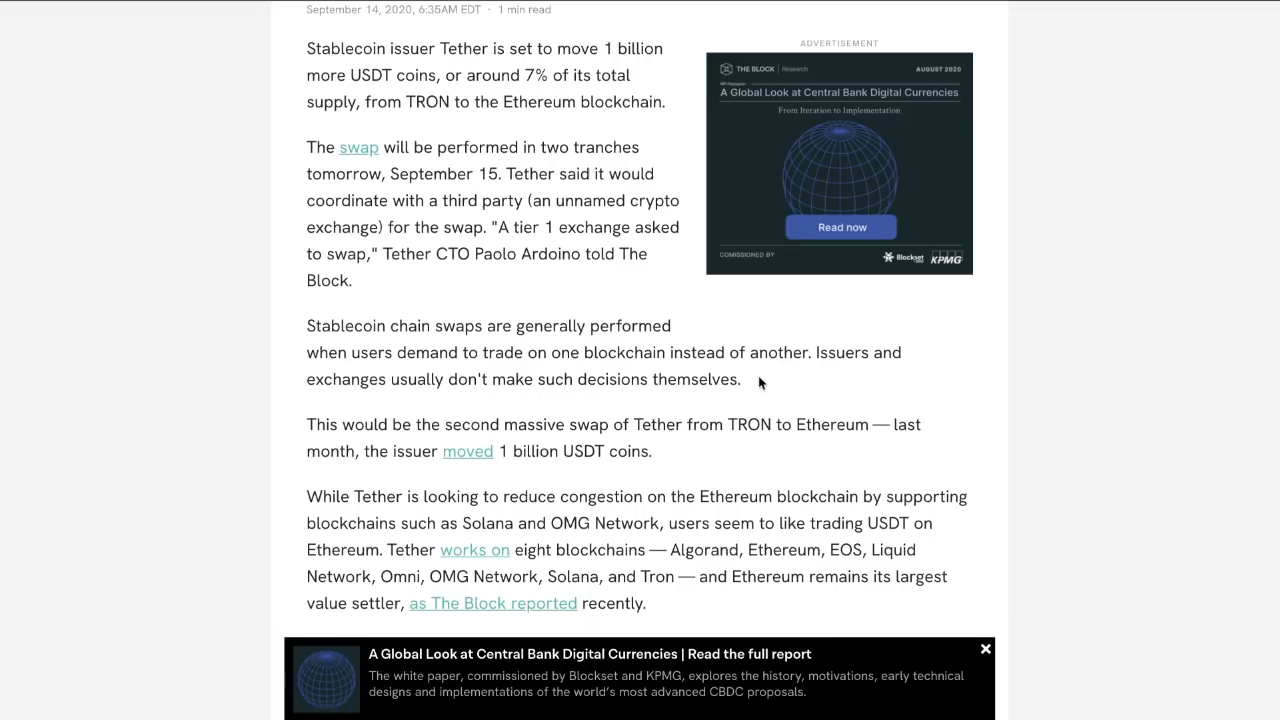 September 14, 2020, 6:35AM EDT · 1 min read
Stablecoin issuer Tether is set to move 1 billion
more USDT coins, or around 7% of its total
supply, from TRON to the Ethereum blockchain.
The swap will be performed in two tranches
tomorrow, September 15. Tether said it would
coordinate with a third party (an unnamed crypto
exchange) for the swap. "A tier 1 exchange asked
to swap," Tether CTO Paolo Ardoino told The
Block.
ADVERTISEMENT
THE BLOCK | Research
AUGUST 2020
A Global Look at Central Bank Digital Currencies
From Iteration to Implementation
Read now
COMISSIONED BY
Blockset
KPMG
Stablecoin chain swaps are generally performed
when users demand to trade on one blockchain instead of another. Issuers and
exchanges usually don't make such decisions themselves.
This would be the second massive swap of Tether from TRON to Ethereum — last
month, the issuer moved 1 billion USDT coins.
While Tether is looking to reduce congestion on the Ethereum blockchain by supporting
blockchains such as Solana and OMG Network, users seem to like trading USDT on
Ethereum. Tether works on eight blockchains — Algorand, Ethereum, EOS, Liquid
Network, Omni, OMG Network, Solana, and Tron — and Ethereum remains its largest
value settler, as The Block reported recently.
A Global Look at Central Bank Digital Currencies | Read the full report
The white paper, commissioned by Blockset and KPMG, explores the history, motivations, early technical
designs and implementations of the world's most advanced CBDC proposals.